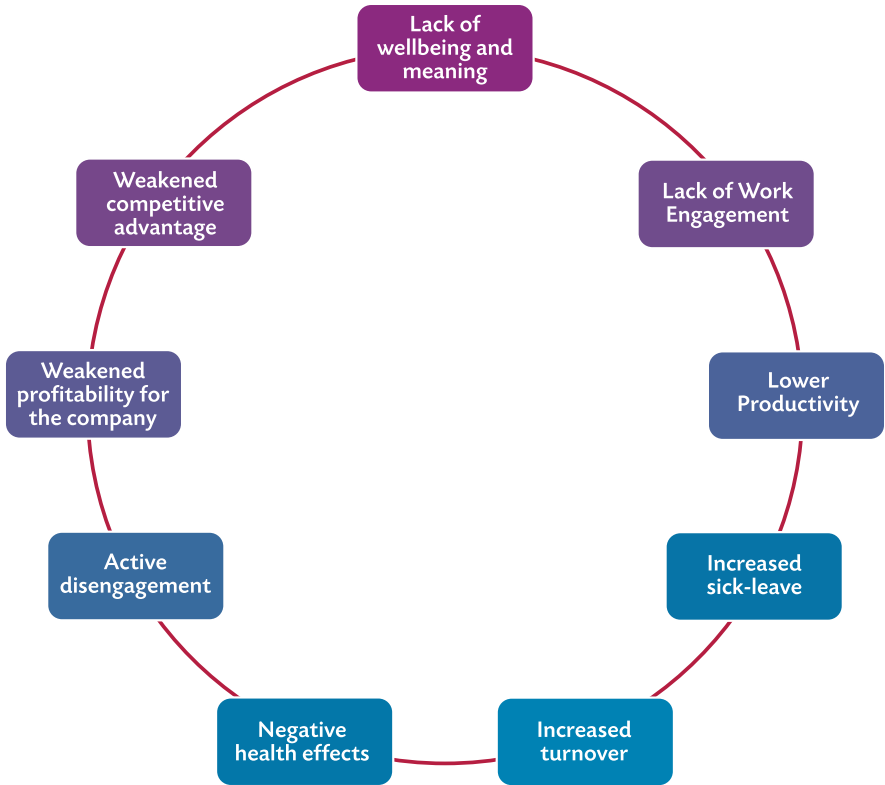 Lack of
wellbeing and
meaning
Lack of Work
Engagement
Lower
Productivity
Increased
sick-leave
Increased
turnover
Negative
health effects
Active
disengagement
Weakened
profitability for
the company
Weakened
competitive
advantage